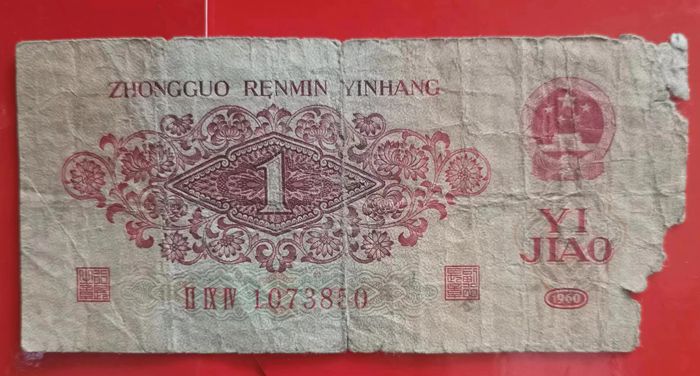 ZHONGGUO RENMIN YINHANG
1
YI
JIAO
II IX IV 1073850
1960